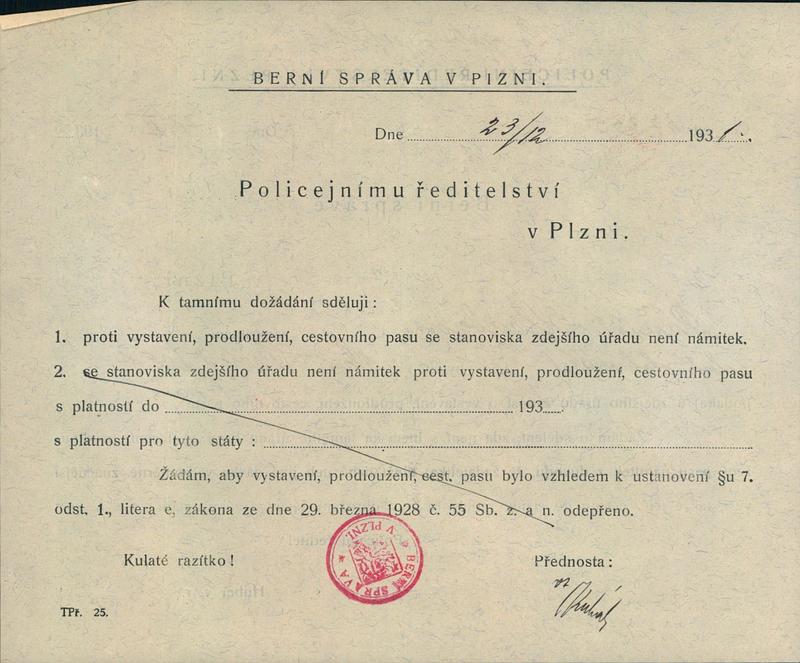 BERNÍ SPRÁVA V PIZNI.
Dne 23/12 1931.
Policejnímu ředitelství
v Plzni.
K tamnímu dožádání sděluji:
1. proti vystavení, prodloužení, cestovního pasu se stanoviska zdejšího úřadu není námitek.
2. se stanoviska zdejšího úřadu není námitek proti vystavení, prodloužení, cestovního pasu
s platností do 193
s platností pro tyto státy:
Žádám, aby vystavení, prodloužení, cest. pasu bylo vzhledem k ustanovení §u 7.
odst. 1., litera e, zákona ze dne 29. března 1928 č. 55 Sb. z. a n. odepřeno.
Kulaté razítko!
BERNÍ SPRÁVA V PLZNI.
Přednosta:
TPř. 25.